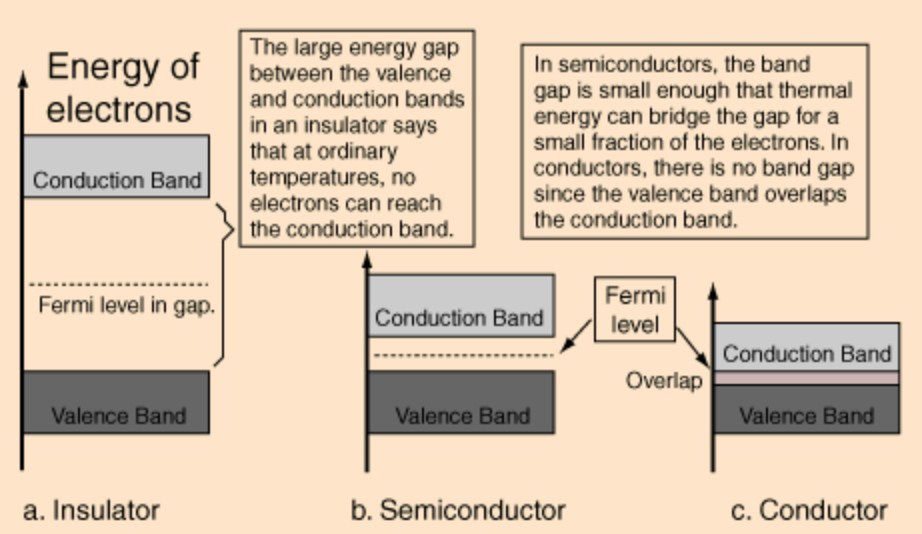 Energy of
electrons
The large energy gap
between the valence
and conduction bands
in an insulator says
that at ordinary
temperatures, no
electrons can reach
the conduction band.
In semiconductors, the band
gap is small enough that thermal
energy can bridge the gap for a
small fraction of the electrons. In
conductors, there is no band gap
since the valence band overlaps
the conduction band.
Conduction Band
Fermi level in gap.
Valence Band
Conduction Band
Valence Band
Fermi
level
Conduction Band
Overlap
Valence Band
a. Insulator
b. Semiconductor
c. Conductor